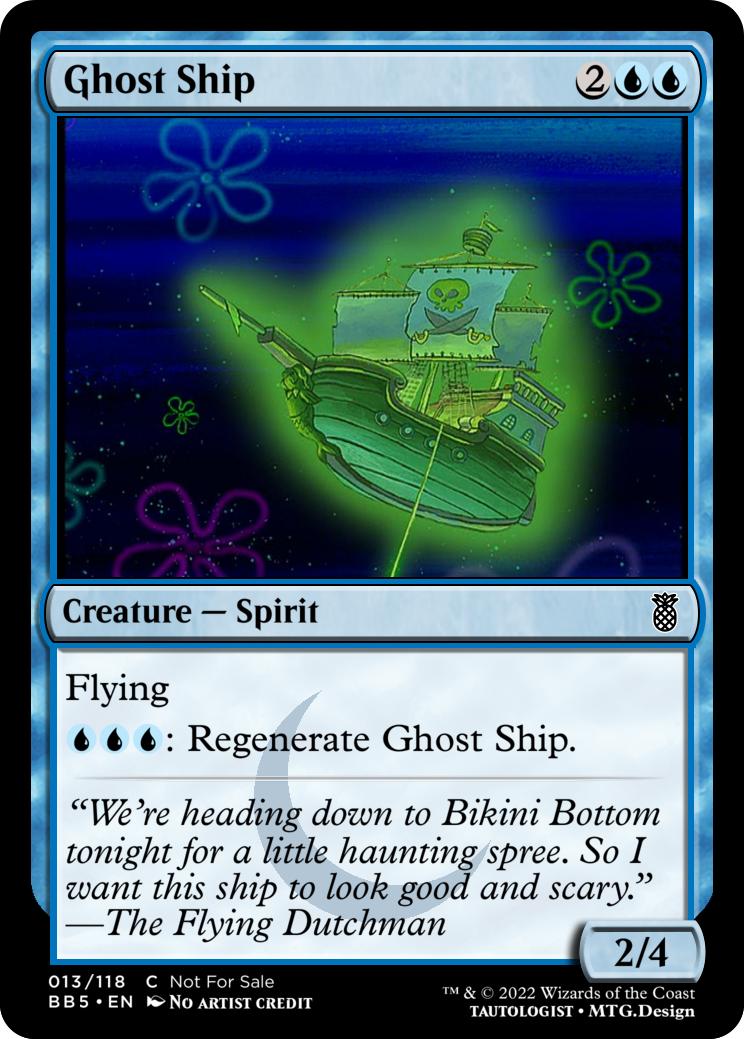 Ghost Ship 2
Creature — Spirit
Flying
: Regenerate Ghost Ship.
“We’re heading down to Bikini Bottom
tonight for a little haunting spree. So I
want this ship to look good and scary.”
—The Flying Dutchman
2/4
013/118 C Not For Sale
BB5 • EN No artist credit
™ & © 2022 Wizards of the Coast
TAUTOLOGIST • MTG.Design